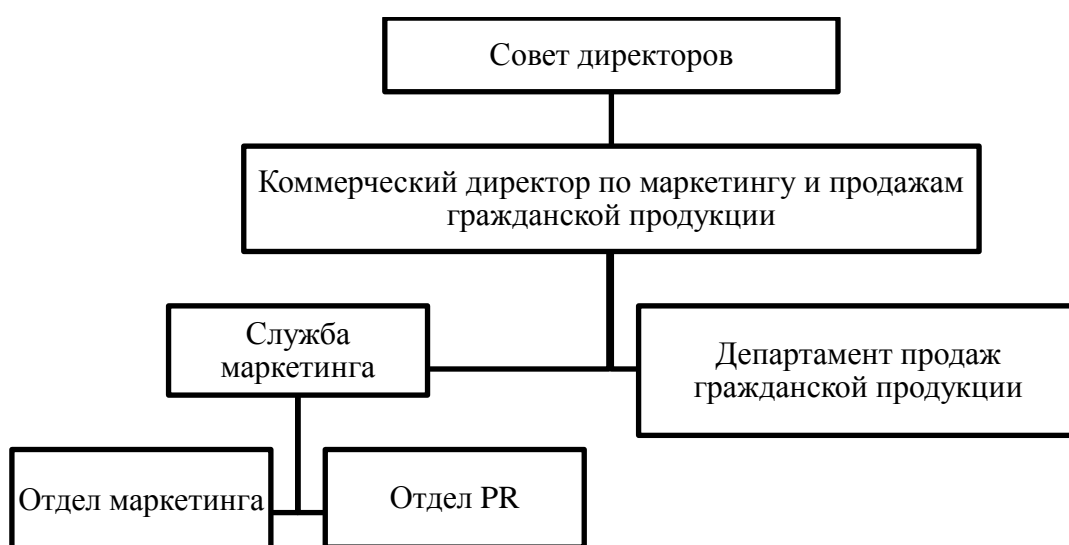 Совет директоров
Коммерческий директор по маркетингу и продажам
гражданской продукции
Служба
маркетинга
Департамент продаж
гражданской продукции
Отдел маркетинга
Отдел PR